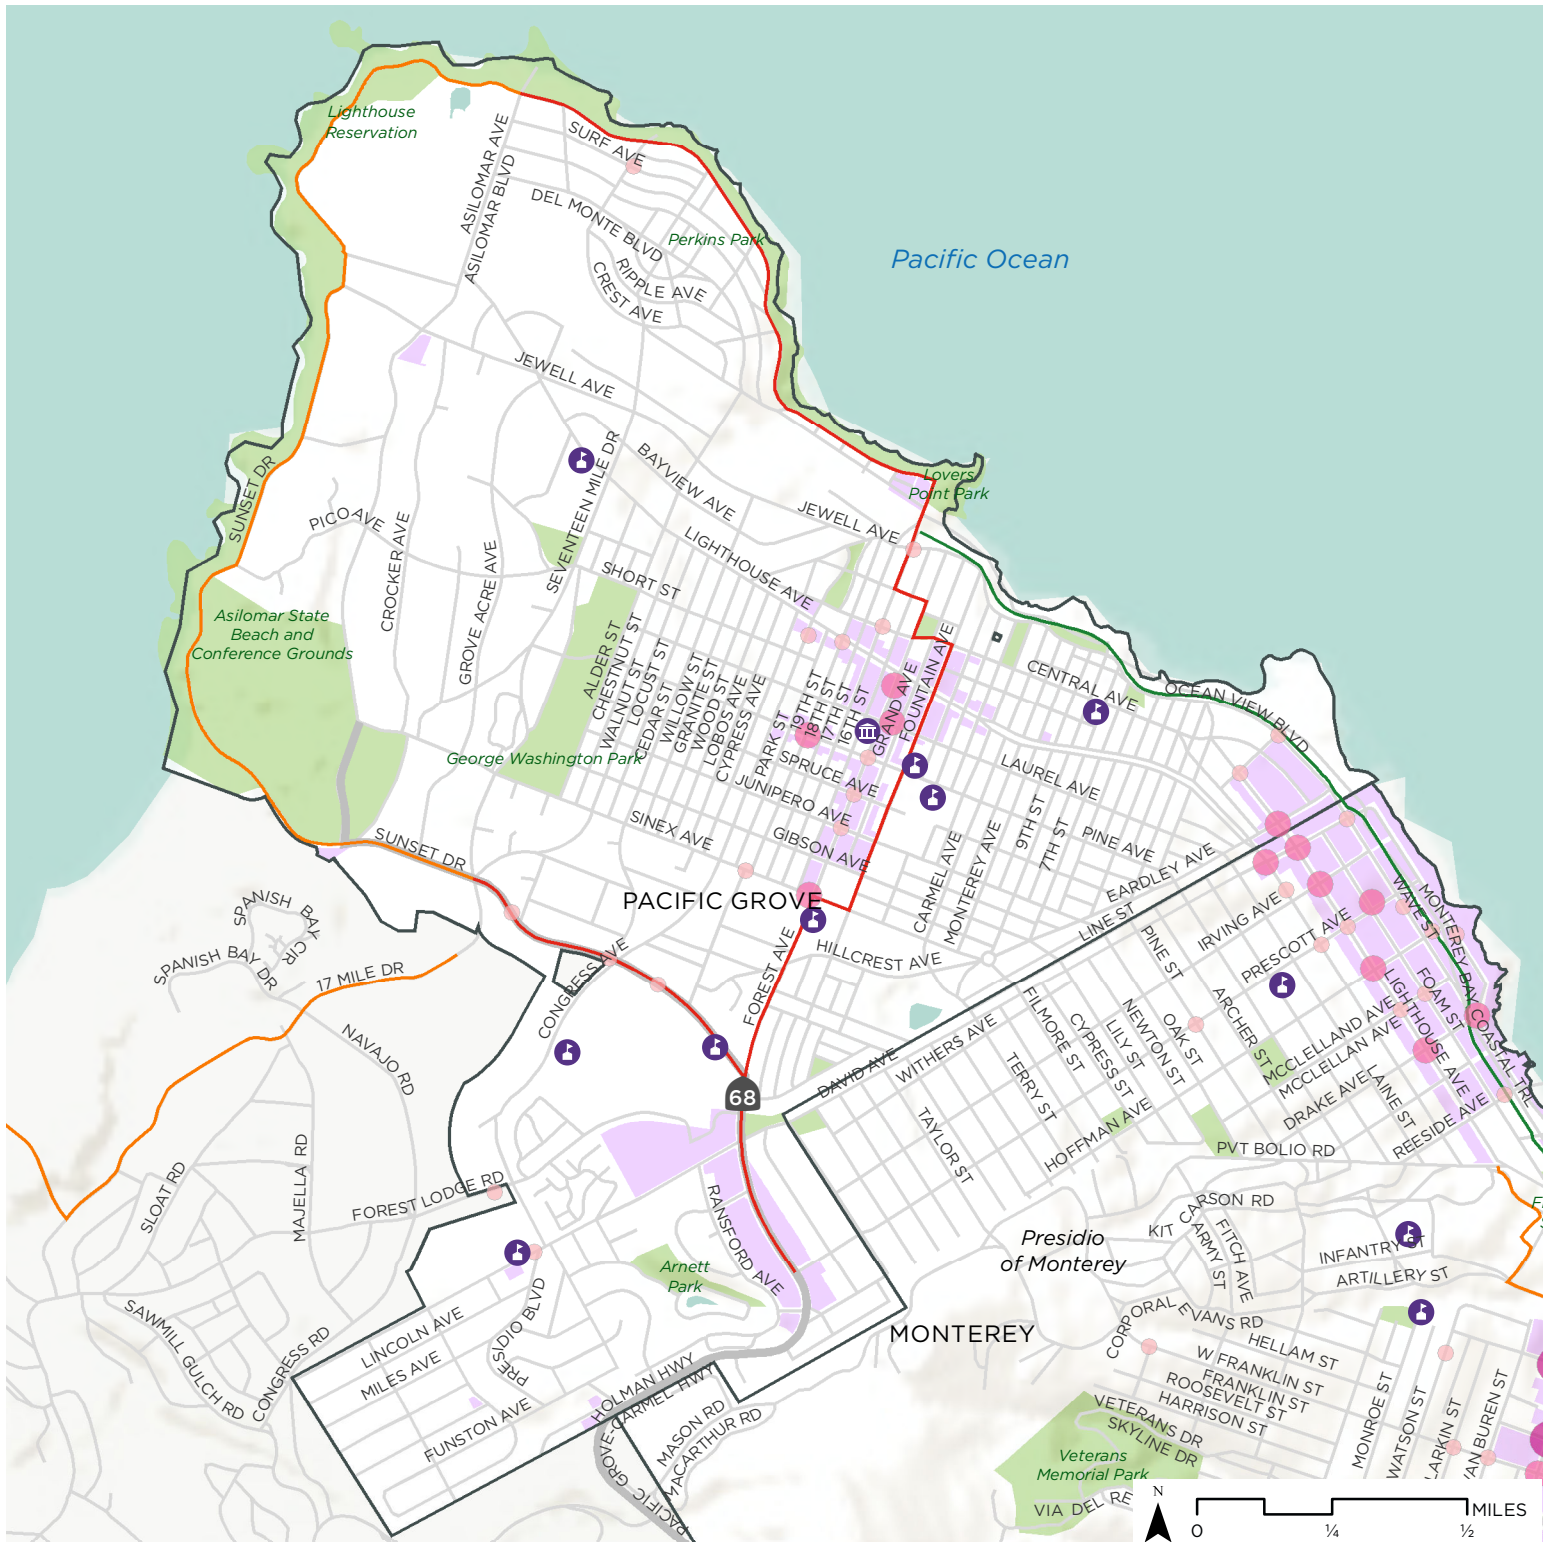 Lighthouse
Reservation
ASILOMAR AVE
ASILOMAR BLVD
SURF AVE
DEL MONTE BLVD
Perkins Park
RIPPLE AVE
CREST AVE
Pacific Ocean
JEWELL AVE
SEVENTEEN MILE DR
BAYVIEW AVE
JEWELL AVE
Lovers
Point Park
SUNSET DR
PICO AVE
CROCKER AVE
GROVE ACRE AVE
LIGHTHOUSE AVE
SHORT ST
Asilomar State
Beach and
Conference Grounds
ALDER ST
CHESTNUT ST
WALNUT ST
LOCUST ST
CEDAR ST
WILLOW ST
GRANITE ST
WOOD ST
LOBOS AVE
CYPRESS AVE
PARK ST
19TH ST
18TH ST
17TH ST
16TH ST
GRAND AVE
FOUNTAIN AVE
CENTRAL AVE
OCEAN VIEW BLVD
George Washington Park
SPRUCE AVE
JUNIPERO AVE
LAUREL AVE
SINEX AVE
GIBSON AVE
9TH ST
7TH ST
PINE AVE
SUNSET DR
CARMEL AVE
MONTEREY AVE
EARDLEY AVE
PACIFIC GROVE
LINE ST
SPANISH BAY
CIR
SPANISH BAY DR
17 MILE DR
CONGRESS AVE
FOREST AVE
HILLCREST AVE
PINE ST
IRVING AVE
PRESCOTT AVE
WAVE ST
MONTEREY BAY COASTAL TRL
FOAM ST
LIGHTHOUSE AVE
NAVAJO RD
DAVID AVE
WITHERS AVE
FILMORE ST
CYPRESS ST
LILY ST
NEWTON ST
OAK ST
ARCHER ST
MCCLELLAND AVE
MCCLELLAN AVE
DRAKE AVE
LAINE ST
REESIDE AVE
68
TERRY ST
TAYLOR ST
HOFFMAN AVE
PVT BOLIO RD
SLOAT RD
MAJELLA RD
FOREST LODGE RD
RANSFORD AVE
Arnett
Park
Presidio
of Monterey
KIT CARSON RD
ARMY ST
FITCH AVE
INFANTRY ST
ARTILLERY ST
MONTEREY
CORPORAL EVANS RD
HELLAM ST
W FRANKLIN ST
FRANKLIN ST
ROOSEVELT ST
HARRISON ST
SAWMILL GULCH RD
CONGRESS RD
LINCOLN AVE
MILES AVE
PRESIDIO BLVD
FUNSTON AVE
HOLMAN HWY
PACIFIC GROVE-CARMEL HWY
MASON RD
MACARTHUR RD
VETERANS DR
SKYLINE DR
Veterans
Memorial Park
VIA DEL RE
MONROE ST
WATSON ST
LARKIN ST
VAN BUREN ST
N
0 ¼ ½ MILES